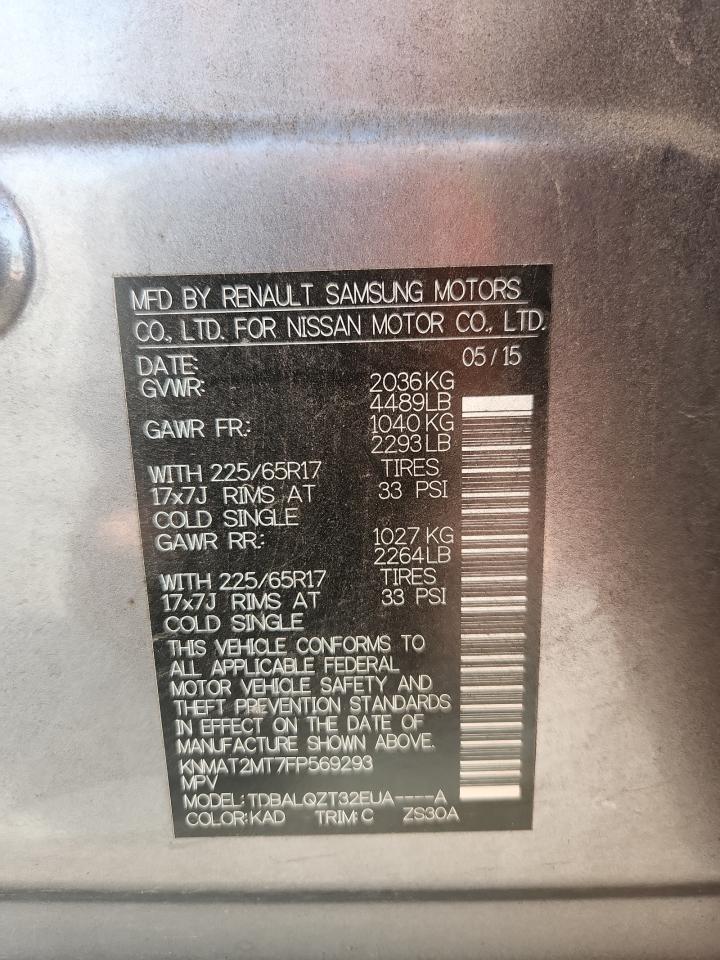 MFD BY RENAULT SAMSUNG MOTORS
CO., LTD. FOR NISSAN MOTOR CO., LTD.
DATE: 05/15
GVWR: 2036KG
4489LB
GAWR FR.: 1040KG
2293LB
WITH 225/65R17 TIRES
17x7J RIMS AT 33 PSI
COLD SINGLE
GAWR RR.: 1027KG
2264LB
WITH 225/65R17 TIRES
17x7J RIMS AT 33 PSI
COLD SINGLE
THIS VEHICLE CONFORMS TO
ALL APPLICABLE FEDERAL
MOTOR VEHICLE SAFETY AND
THEFT PREVENTION STANDARDS
IN EFFECT ON THE DATE OF
MANUFACTURE SHOWN ABOVE.
KNMAT2MT7FP569293
MPV
MODEL:TDBALQZT32EUA----A
COLOR:KAD TRIM:C ZS30A